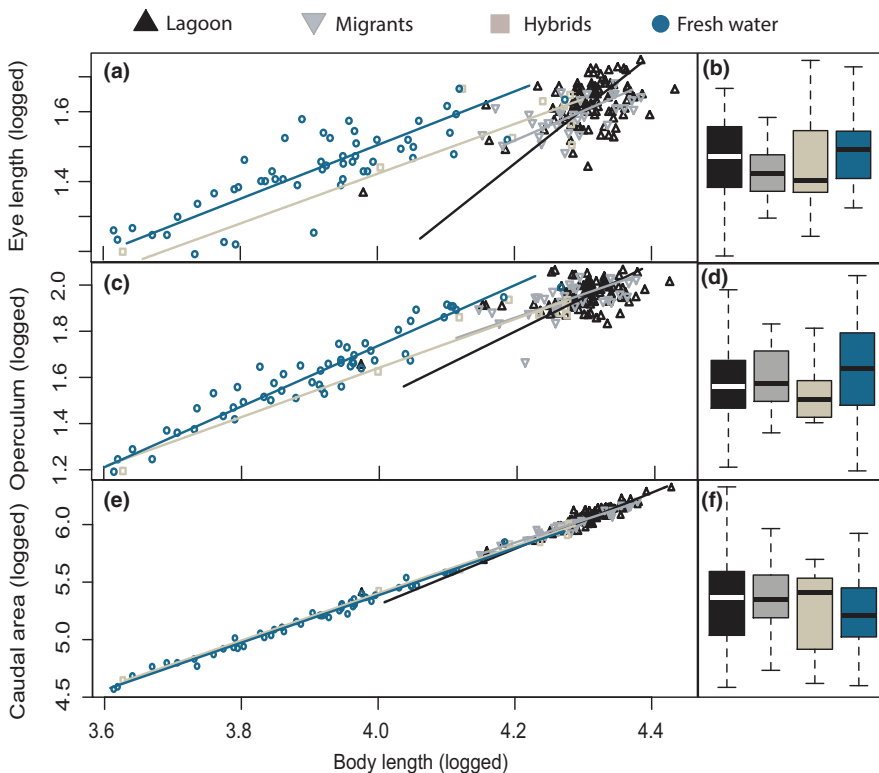 Lagoon Migrants Hybrids Fresh water
(a)
(b)
Eye length (logged)
1.6
1.4
(c)
(d)
Operculum (logged)
2.0
1.8
1.6
1.4
1.2
(e)
(f)
Caudal area (logged)
6.0
5.5
5.0
4.5
3.6 3.8 4.0 4.2 4.4
Body length (logged)